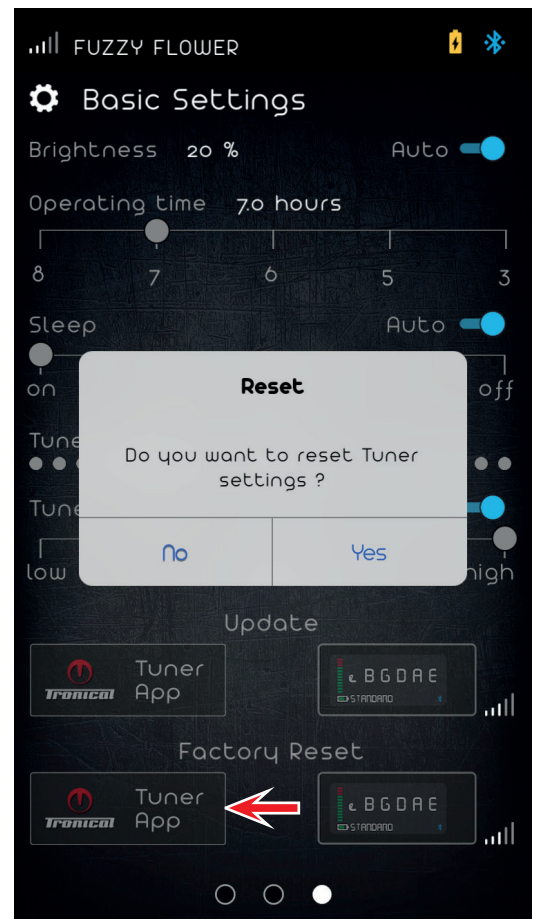 FUZZY FLOWER
Basic Settings
Brightness 20 % Auto
Operating time 7.0 hours
8 7 6 5 3
Sleep Auto
on off
Reset
Do you want to reset Tuner
settings ?
No Yes
Tune
Tune
low high
Update
Tronical Tuner
App
e B G D A E
STANDARD
Factory Reset
Tronical Tuner
App
e B G D A E
STANDARD